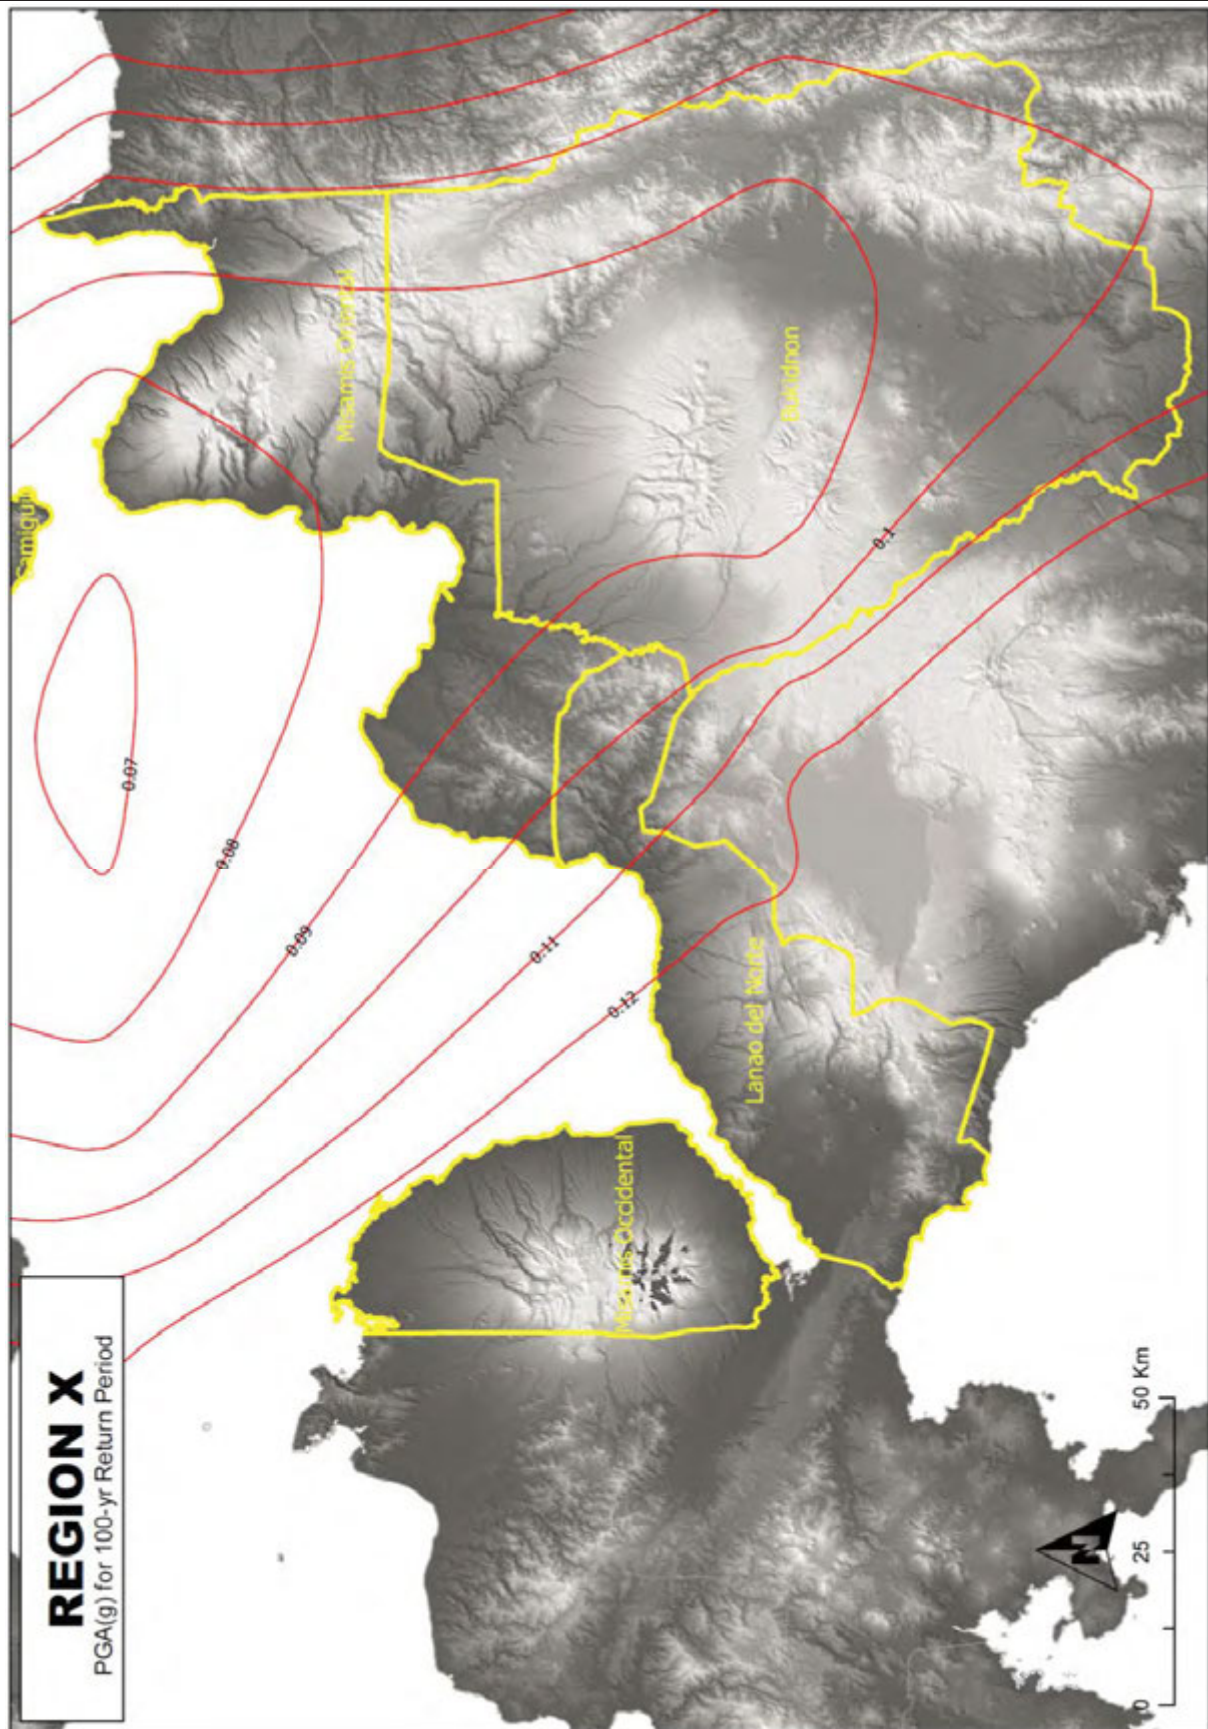 REGION X
PGA(g) for 100-yr Return Period
Camiguin
0.07
0.08
0.09
0.11
0.12
0.1
Misamis Oriental
Bukidnon
Lanao del Norte
Misamis Occidental
N
0 25 50 Km